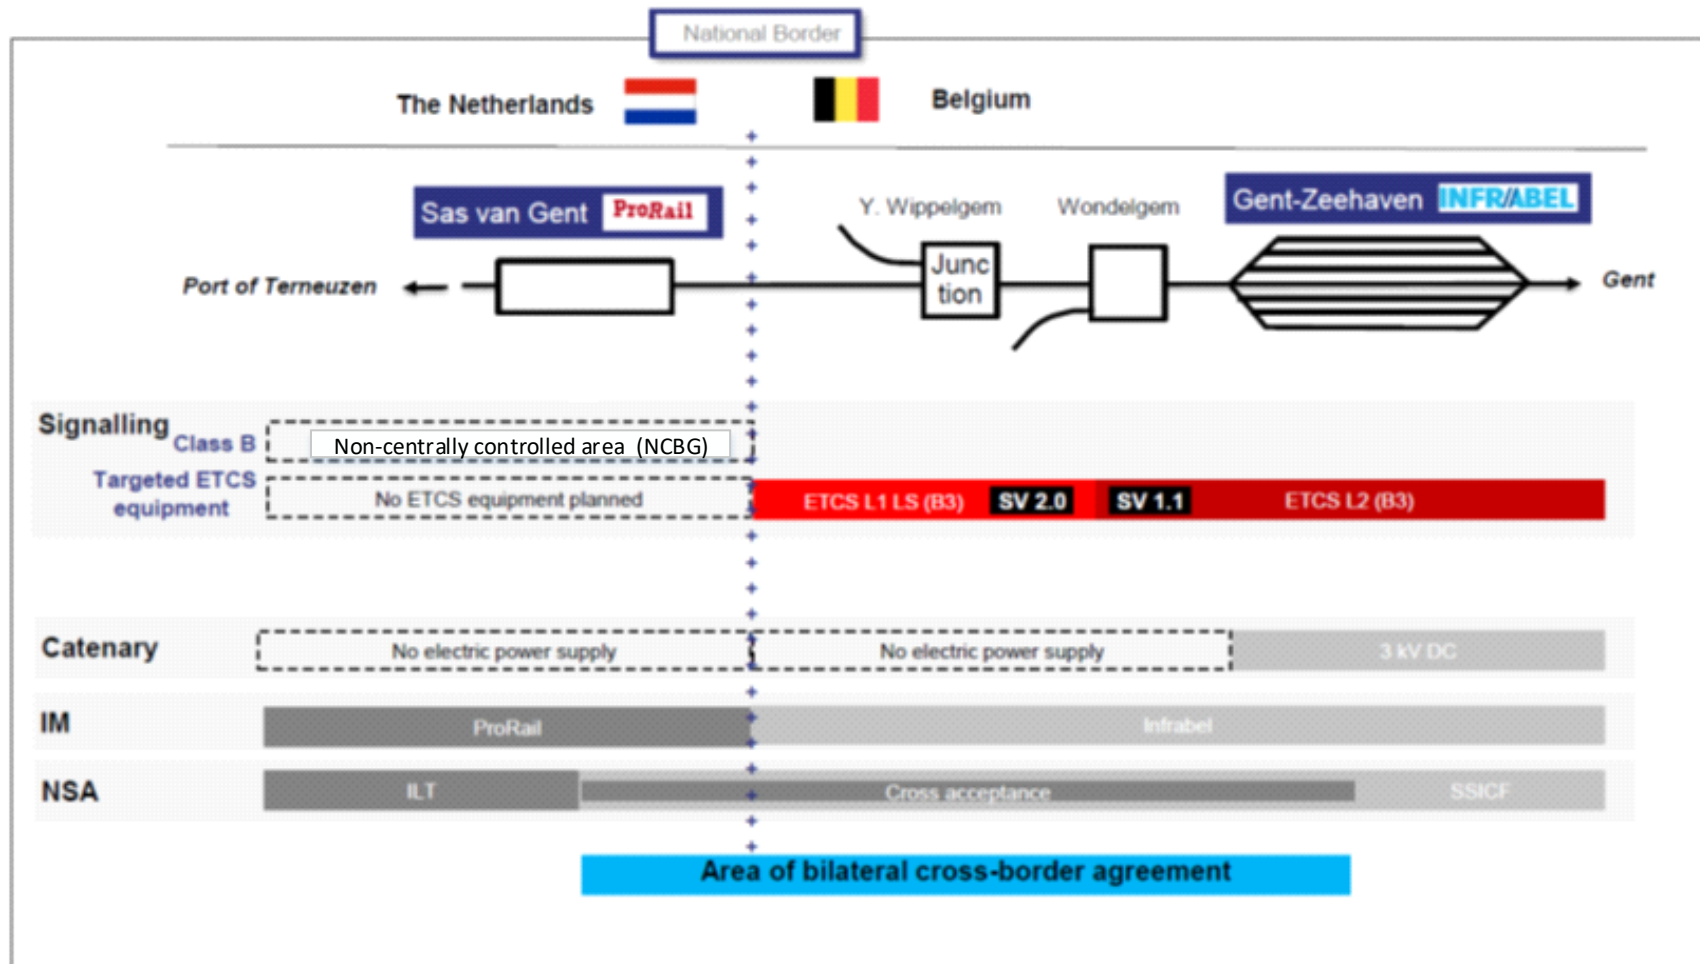 National Border
The Netherlands
Belgium
Sas van Gent ProRail
Y. Wippelgem
Wondelgem
Gent-Zeehaven INFRABEL
Junc
tion
Port of Terneuzen
Gent
Signalling
Class B
Non-centrally controlled area (NCBG)
Targeted ETCS
equipment
No ETCS equipment planned
ETCS L1 LS (B3) SV 2.0 SV 1.1 ETCS L2 (B3)
Catenary
No electric power supply
No electric power supply
3 kV DC
IM
ProRail
Infrabel
NSA
ILT
Cross acceptance
SSICF
Area of bilateral cross-border agreement